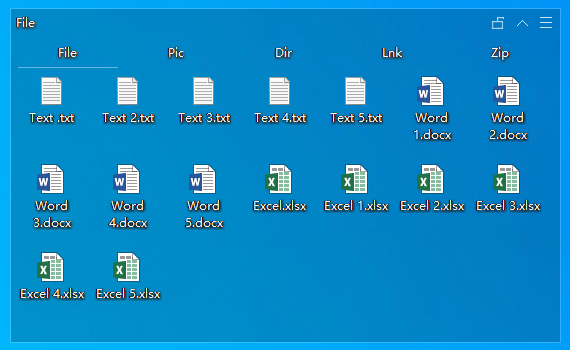 File
File Pic Dir Lnk Zip
Text .txt Text 2.txt Text 3.txt Text 4.txt Text 5.txt Word Word
1.docx 2.docx
Word Word Word Excel.xlsx Excel 1.xlsx Excel 2.xlsx Excel 3.xlsx
3.docx 4.docx 5.docx
Excel 4.xlsx Excel 5.xlsx